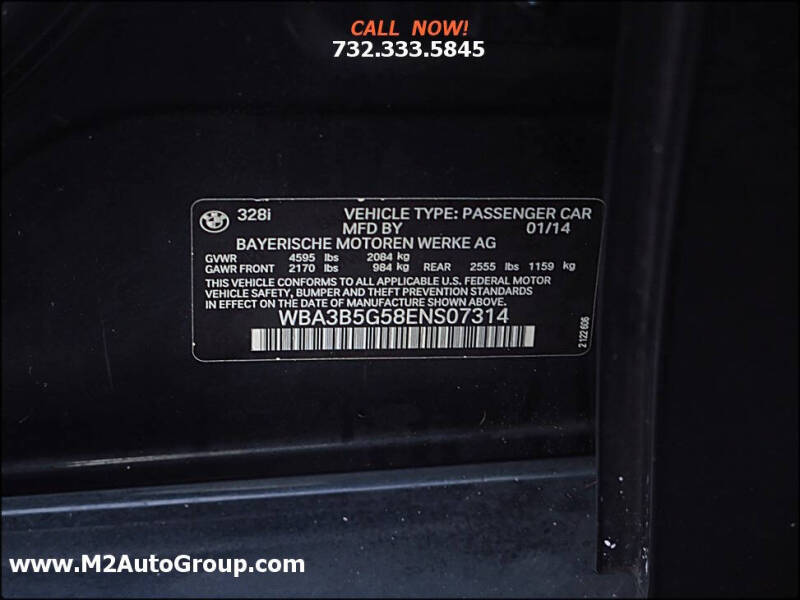 CALL NOW!
732.333.5845
328i VEHICLE TYPE: PASSENGER CAR
MFD BY 01/14
BAYERISCHE MOTOREN WERKE AG
GVWR 4595 lbs 2084 kg
GAWR FRONT 2170 lbs 984 kg REAR 2555 lbs 1159 kg
THIS VEHICLE CONFORMS TO ALL APPLICABLE U.S. FEDERAL MOTOR
VEHICLE SAFETY, BUMPER AND THEFT PREVENTION STANDARDS
IN EFFECT ON THE DATE OF MANUFACTURE SHOWN ABOVE.
WBA3B5G58ENS07314
2 122 606
www.M2AutoGroup.com